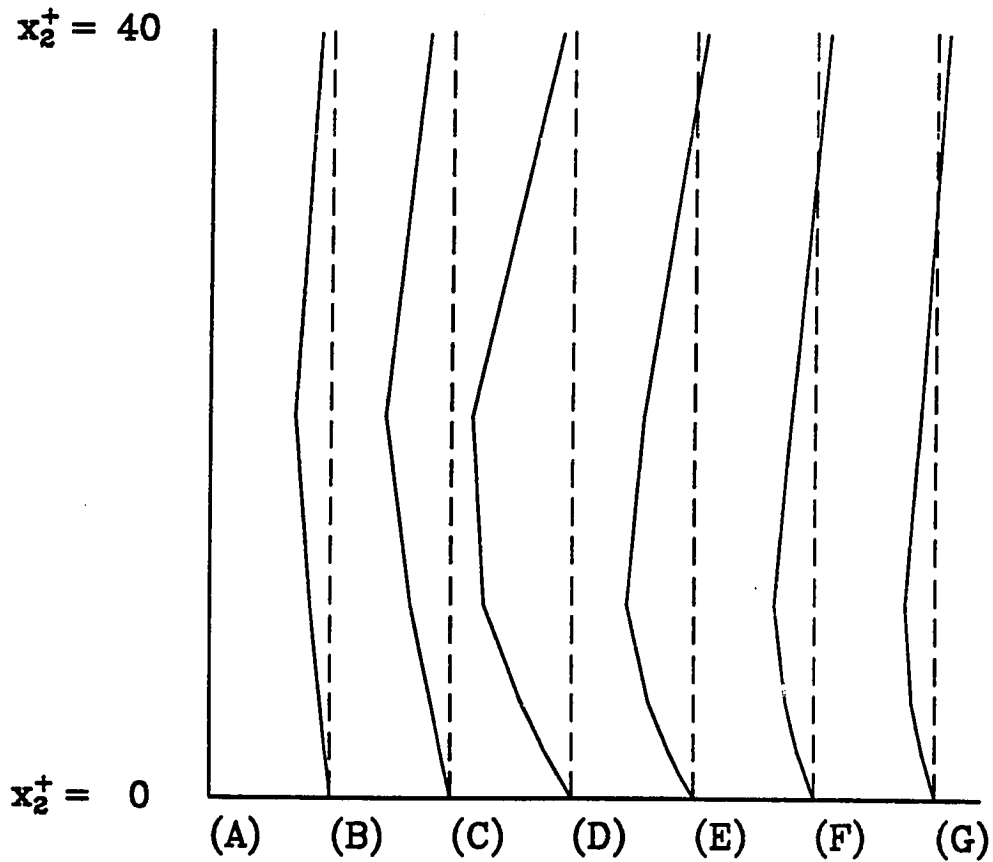 x₂⁺ = 40
x₂⁺ = 0
(A) (B) (C) (D) (E) (F) (G)